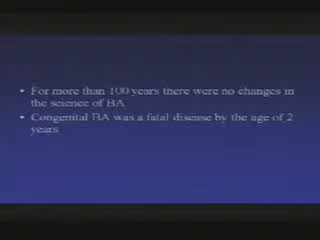 • For more than 100 years there were no changes in
the science of BA
• Congenital BA was a fatal disease by the age of 2
years